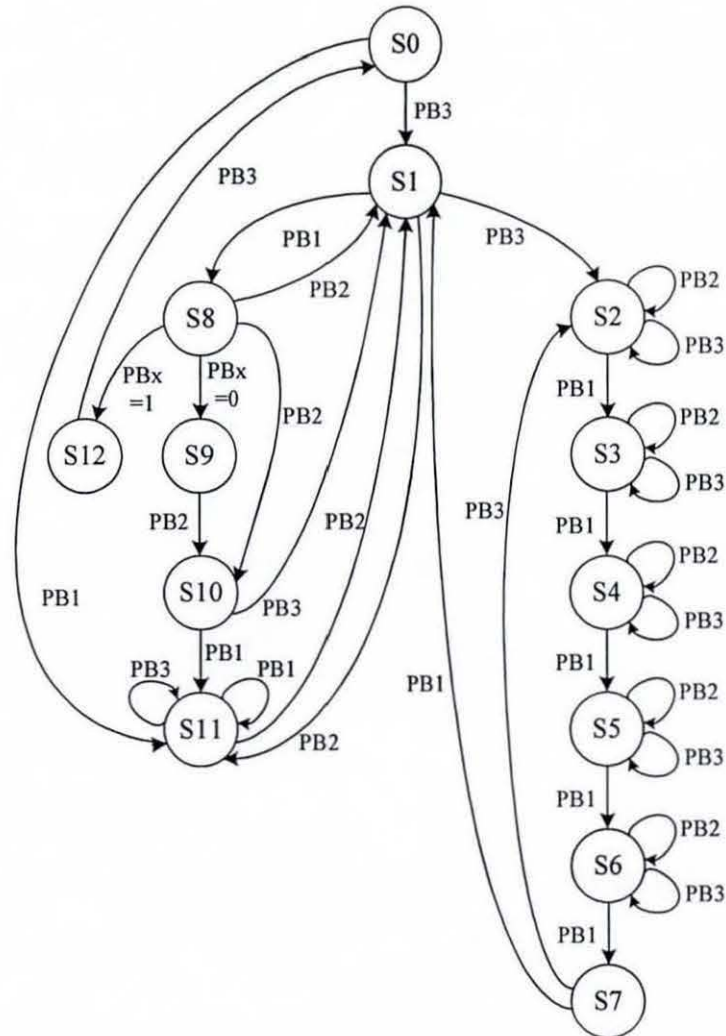 S0
PB3
PB3
S1
PB1
PB3
PB2
S8
S2
PB2
PB3
PBx
=1
PBx
=0
PB2
PB1
S12
S9
S3
PB2
PB3
PB2
PB2
PB3
PB1
S10
S4
PB2
PB3
PB1
PB3
PB1
PB1
PB3
PB1
PB1
S11
PB2
S5
PB2
PB3
PB1
S6
PB2
PB3
PB1
S7